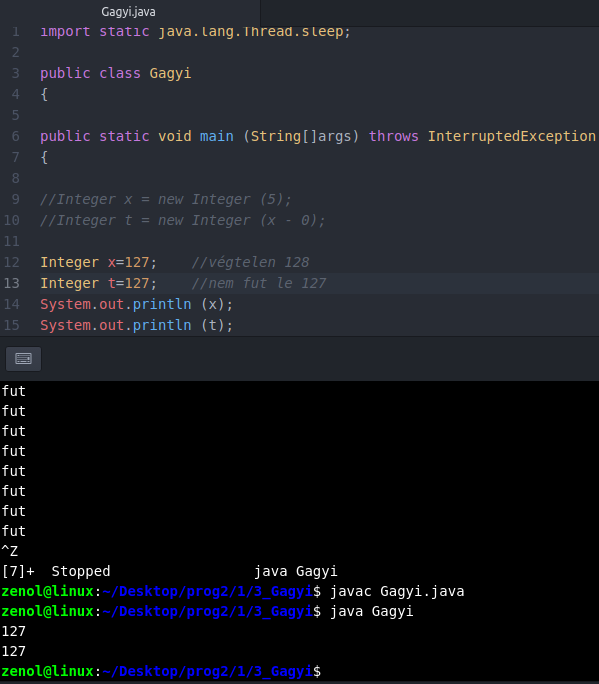 Gagyi.java
1 import static java.lang.Thread.sleep;
2
3 public class Gagyi
4 {
5
6 public static void main (String[]args) throws InterruptedException
7 {
8
9 //Integer x = new Integer (5);
10 //Integer t = new Integer (x - 0);
11
12 Integer x=127; //végtelen 128
13 Integer t=127; //nem fut le 127
14 System.out.println (x);
15 System.out.println (t);
fut
fut
fut
fut
fut
fut
fut
fut
^Z
[7]+ Stopped java Gagyi
zenol@linux:~/Desktop/prog2/1/3_Gagyi$ javac Gagyi.java
zenol@linux:~/Desktop/prog2/1/3_Gagyi$ java Gagyi
127
127
zenol@linux:~/Desktop/prog2/1/3_Gagyi$